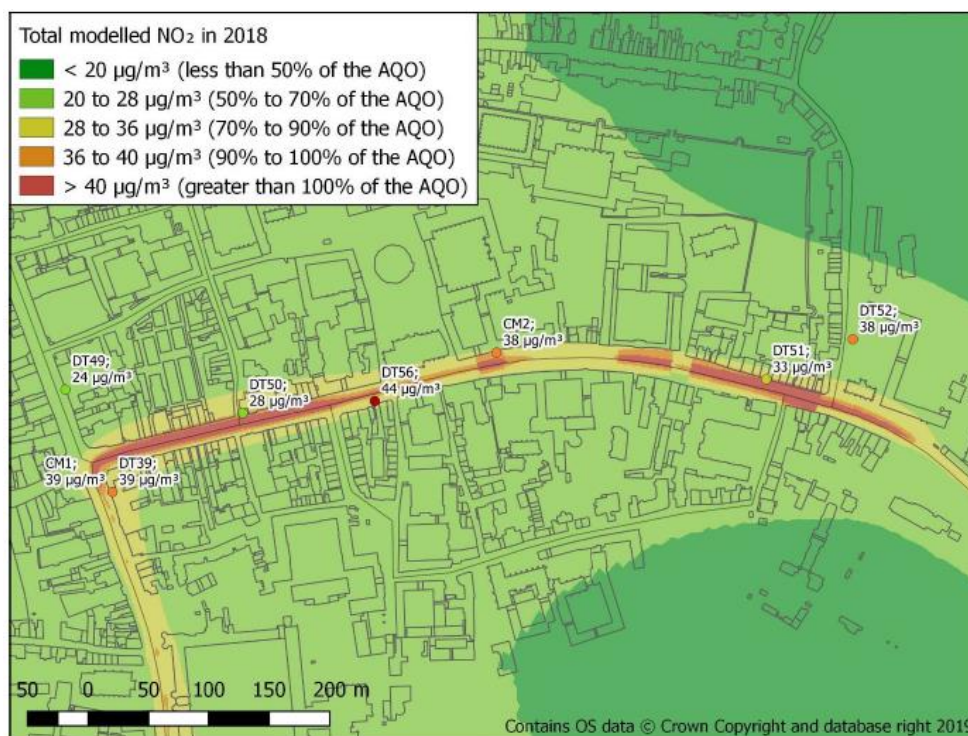 Total modelled NO₂ in 2018
< 20 µg/m³ (less than 50% of the AQO)
20 to 28 µg/m³ (50% to 70% of the AQO)
28 to 36 µg/m³ (70% to 90% of the AQO)
36 to 40 µg/m³ (90% to 100% of the AQO)
> 40 µg/m³ (greater than 100% of the AQO)
CM2;
38 µg/m³
DT52;
38 µg/m³
DT49;
24 µg/m³
DT51;
33 µg/m³
DT56;
44 µg/m³
DT50;
28 µg/m³
CM1;
39 µg/m³
DT39;
39 µg/m³
50 0 50 100 150 200 m
Contains OS data © Crown Copyright and database right 2019